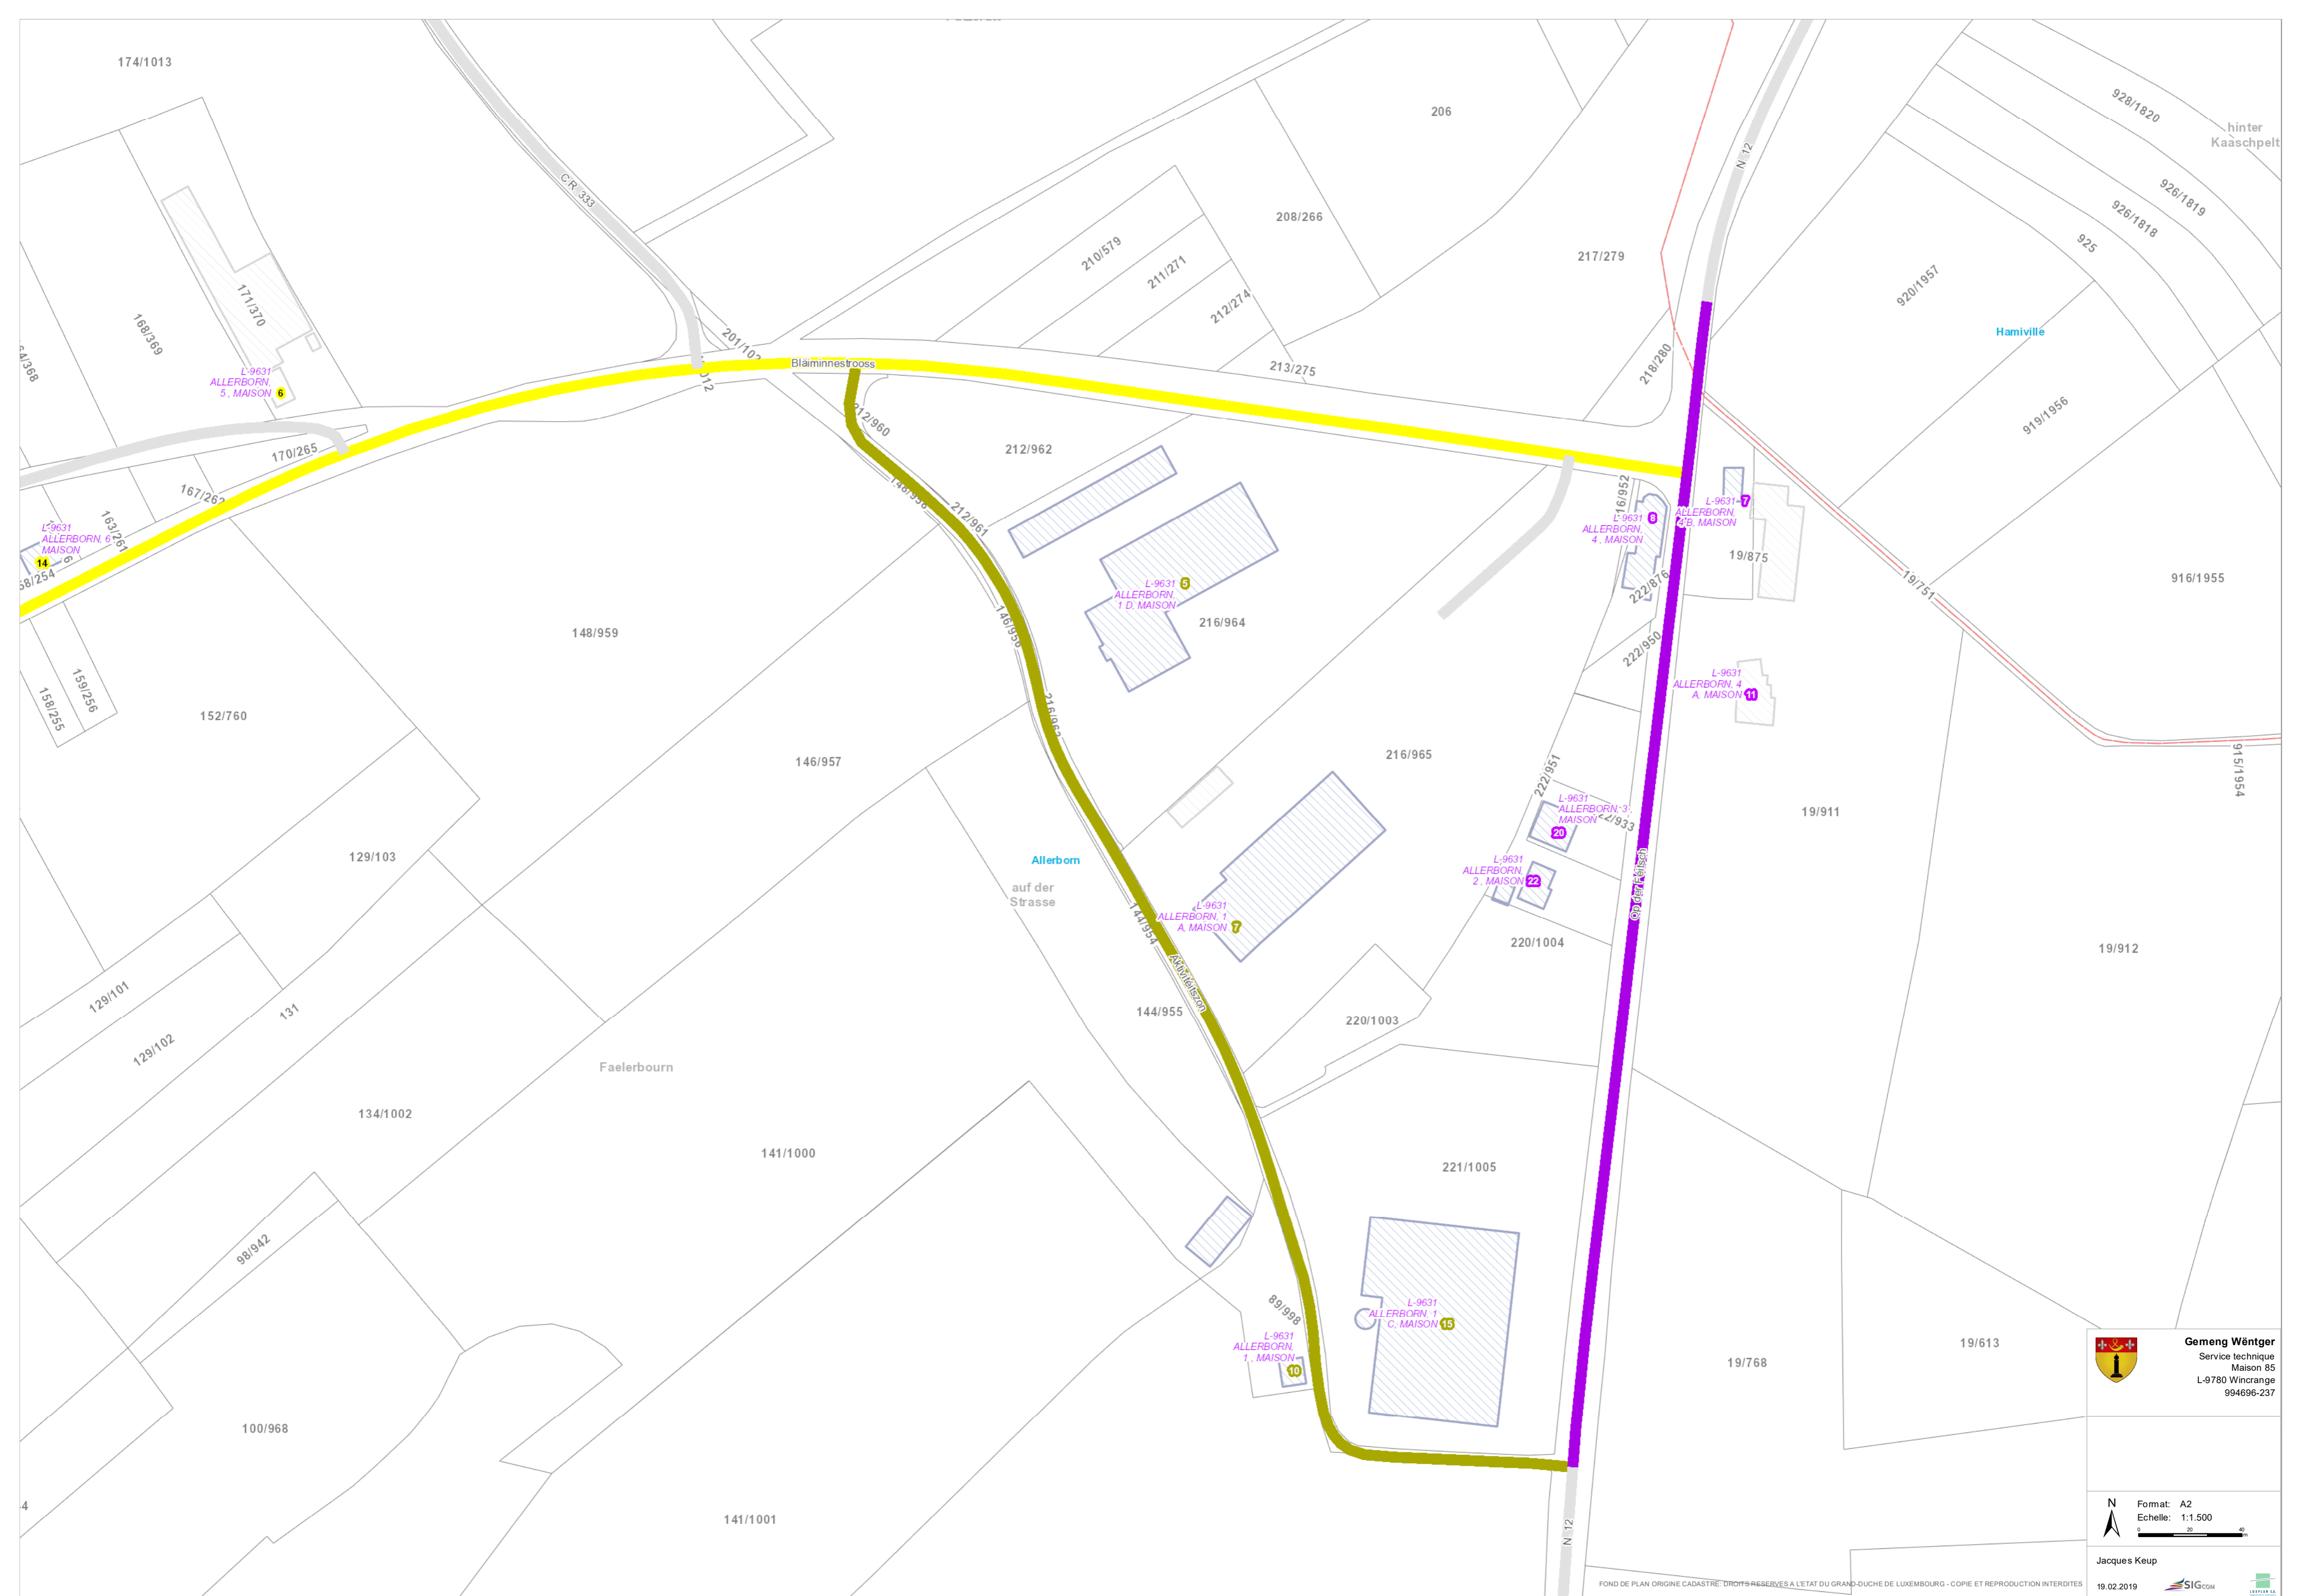 174/1013
206
928/1820
hinter
Kaaschpelt
N 12
C.R. 333
926/1819
926/1818
925
208/266
210/579
211/271
212/274
217/279
920/1957
171/370
168/369
Hamiville
Blaiminnestrooss
213/275
218/280
L-9631
ALLERBORN,
5 , MAISON
6
919/1956
212/960
170/265
212/962
167/262
163/261
212/961
L-9631
ALLERBORN, 6
MAISON
14
L-9631
ALLERBORN,
4 , MAISON
8
L-9631
ALLERBORN,
4 B, MAISON
7
19/875
19/751
916/1955
222/876
L-9631
ALLERBORN,
1 D, MAISON
5
216/964
148/959
222/950
159/256
158/255
152/760
L-9631
ALLERBORN, 4
A, MAISON
11
216/965
146/957
222/951
915/1954
L-9631
ALLERBORN, 3
MAISON
20
19/911
129/103
Allerborn
auf der
Strasse
L-9631
ALLERBORN,
2 , MAISON
22
Op der Feitsch
L-9631
ALLERBORN, 1
A, MAISON
7
144/954
220/1004
19/912
Aktivitéitszon
129/101
131
144/955
220/1003
129/102
Faelerbourn
134/1002
141/1000
221/1005
98/942
89/998
L-9631
ALLERBORN, 1
C, MAISON
15
L-9631
ALLERBORN,
1 , MAISON
10
19/768
19/613
100/968
141/1001
N 12
Gemeng Wëntger
Service technique
Maison 85
L-9780 Wincrange
994696-237
N
Format: A2
Echelle: 1:1.500
0 20 40
m
Jacques Keup
19.02.2019
SIGcom
FOND DE PLAN ORIGINE CADASTRE: DROITS RESERVES A L'ETAT DU GRAND-DUCHE DE LUXEMBOURG - COPIE ET REPRODUCTION INTERDITES